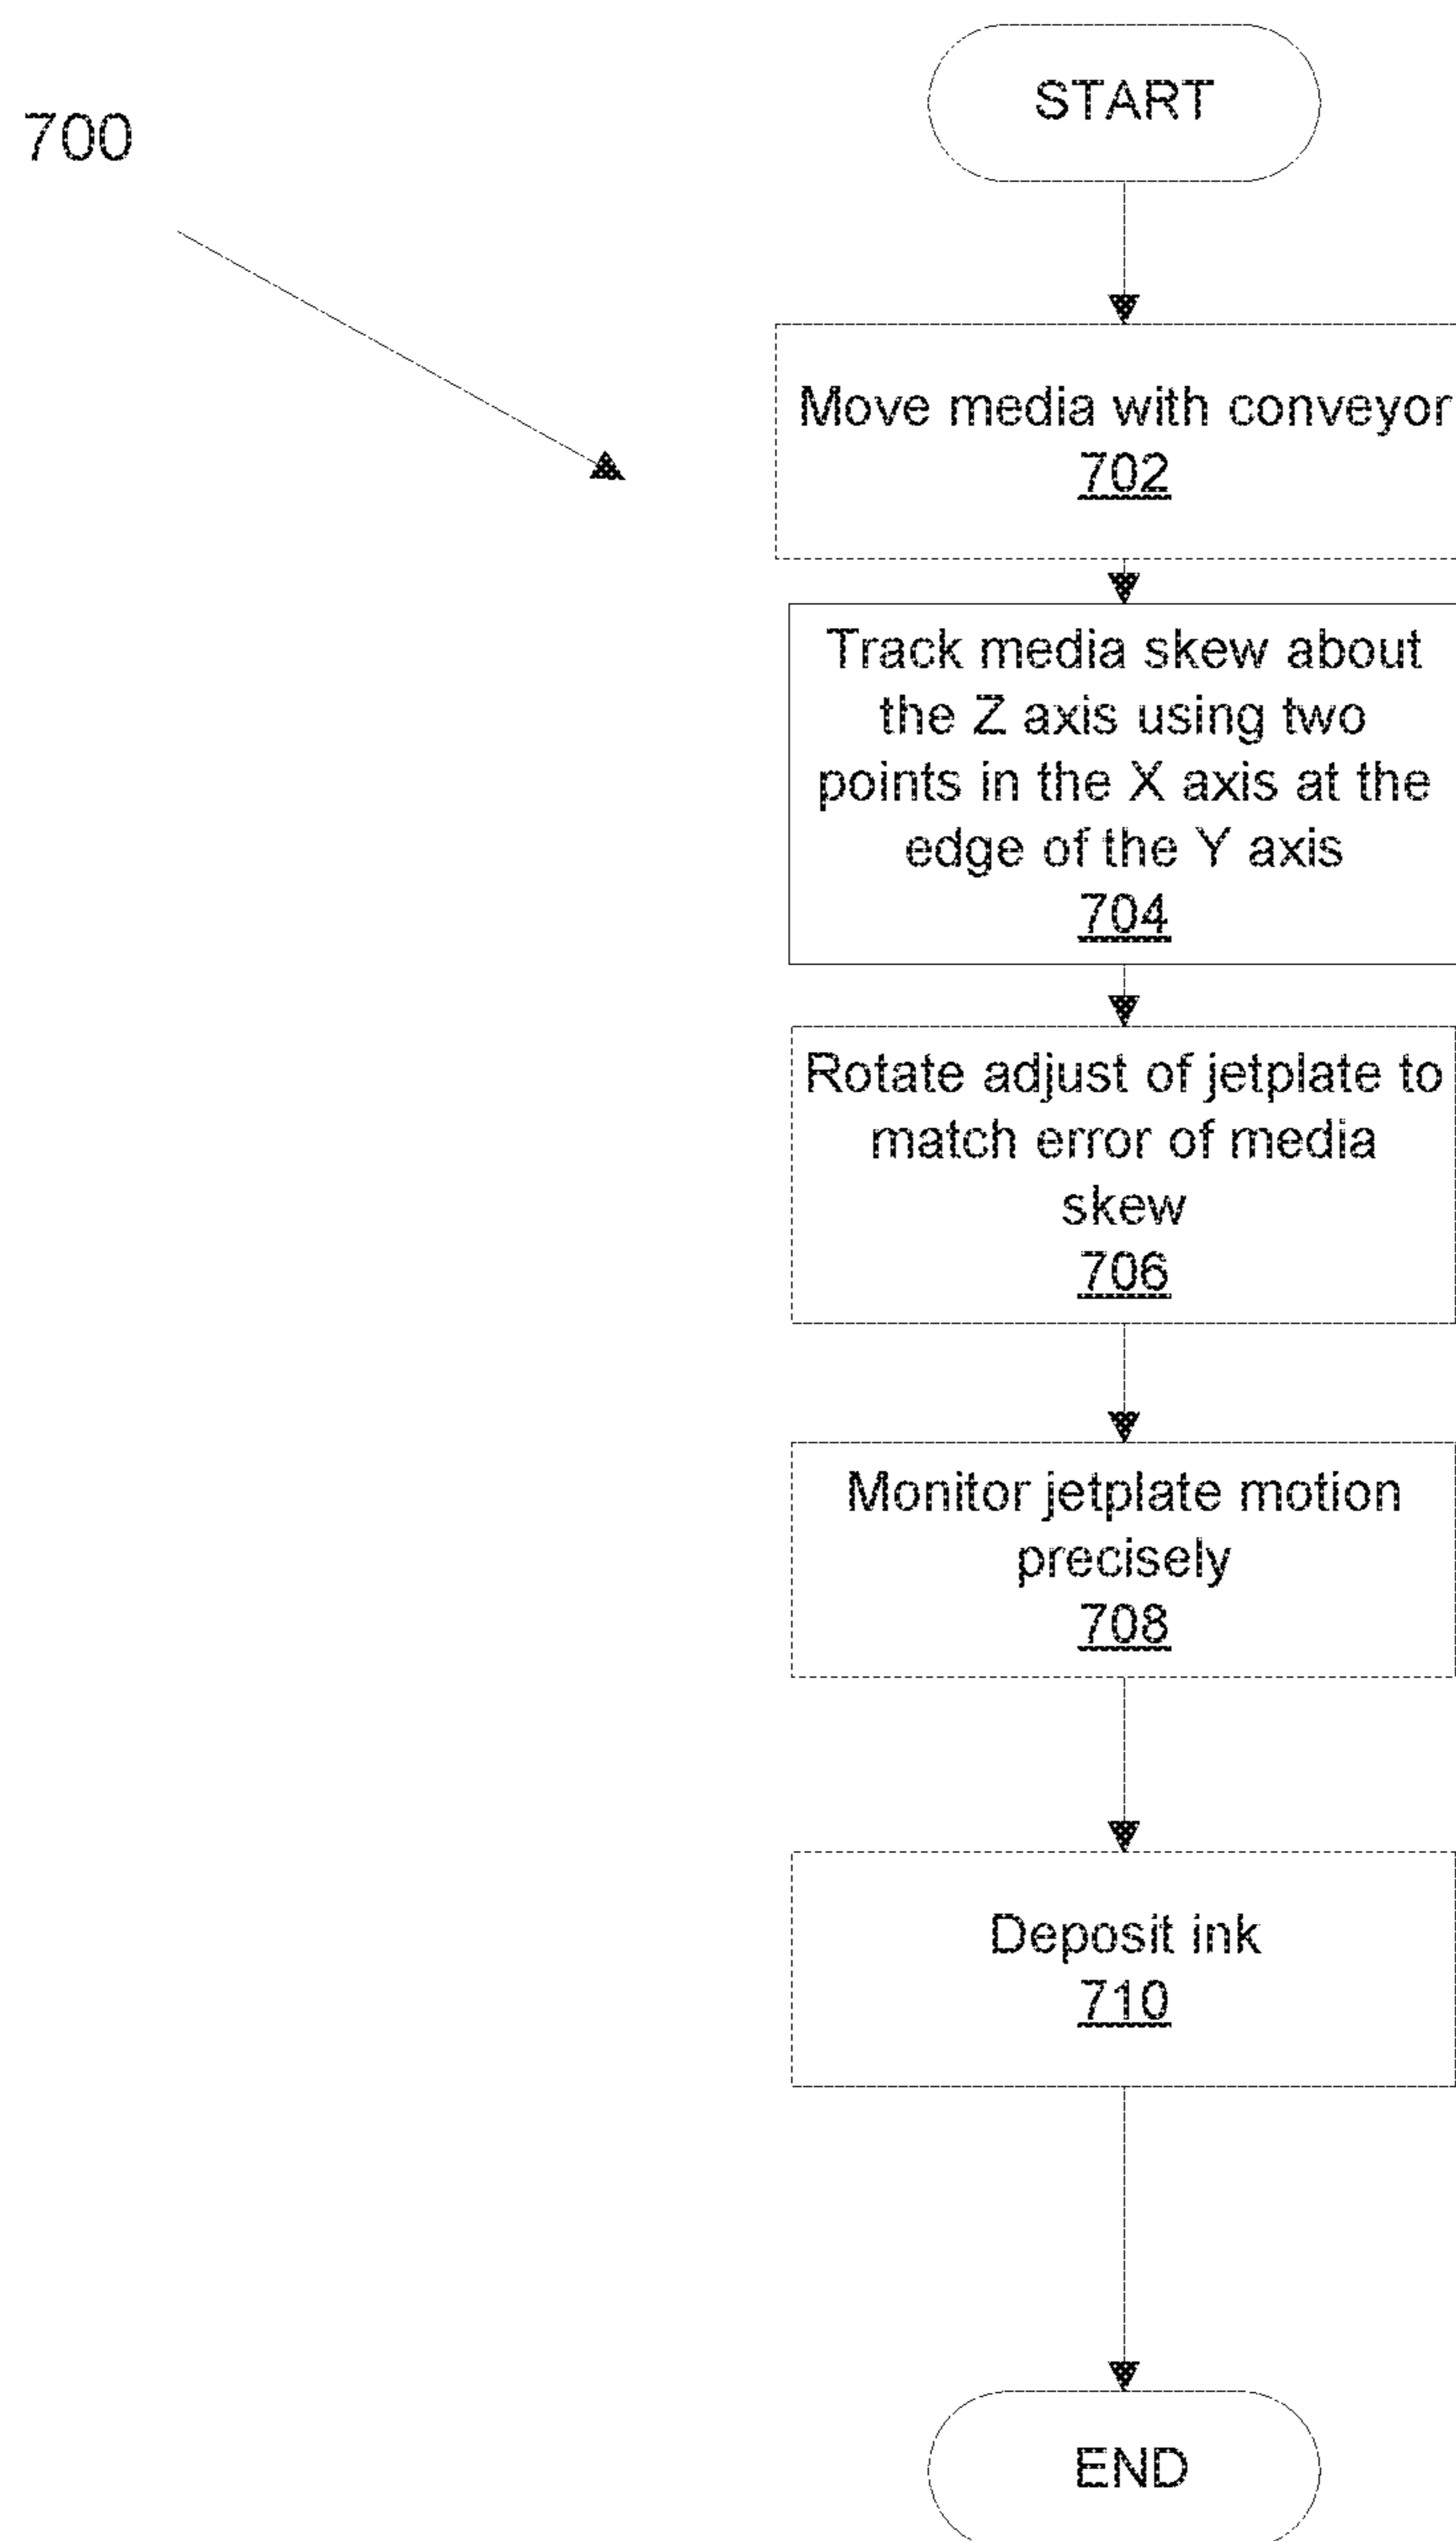 START
700
Move media with conveyor
702
Track media skew about
the Z axis using two
points in the X axis at the
edge of the Y axis
704
Rotate adjust of jetplate to
match error of media
skew
706
Monitor jetplate motion
precisely
708
Deposit ink
710
END